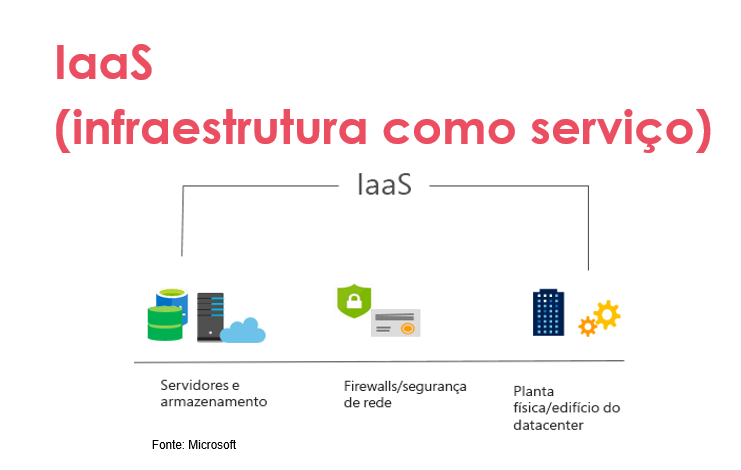 IaaS
(infraestrutura como serviço)
IaaS
Servidores e
armazenamento
Firewalls/segurança
de rede
Planta
física/edifício do
datacenter
Fonte: Microsoft